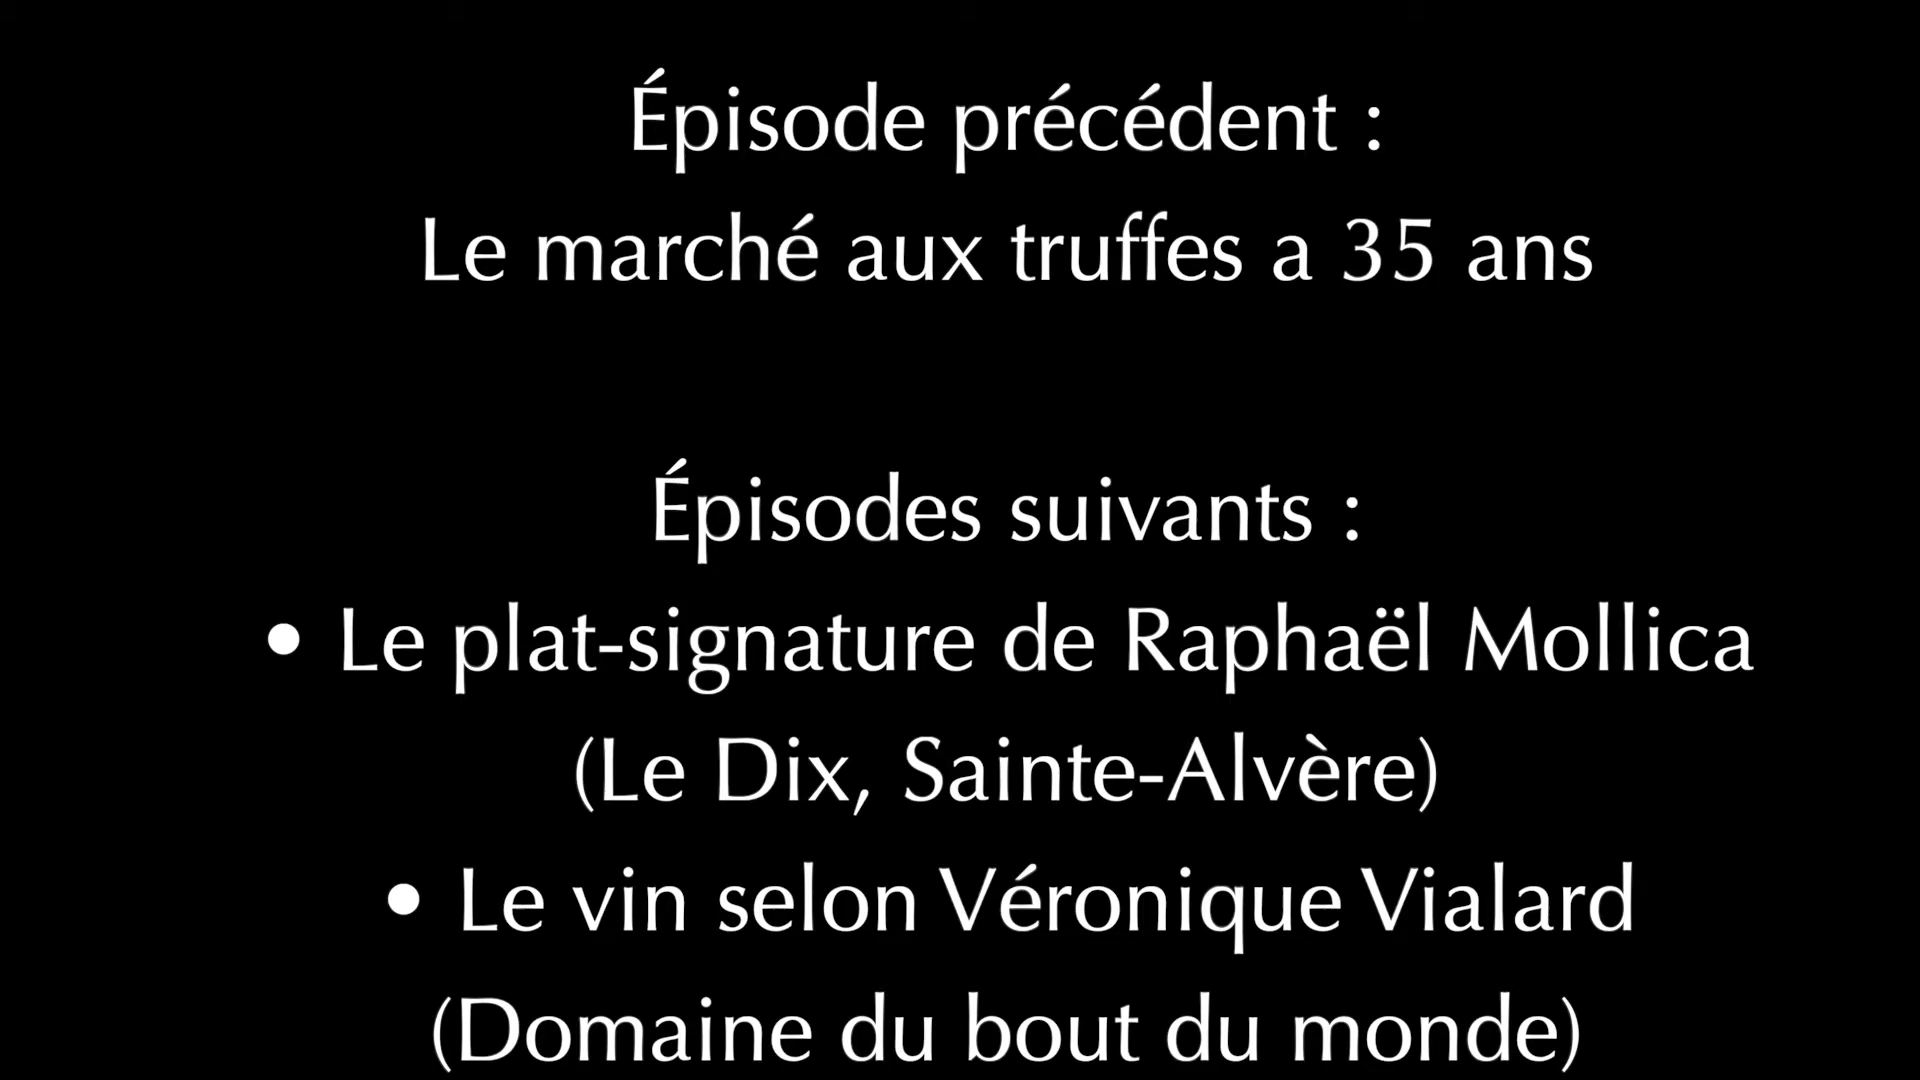 Épisode précédent :
Le marché aux truffes a 35 ans
Épisodes suivants :
• Le plat-signature de Raphaël Mollica
(Le Dix, Sainte-Alvère)
• Le vin selon Véronique Vialard
(Domaine du bout du monde)